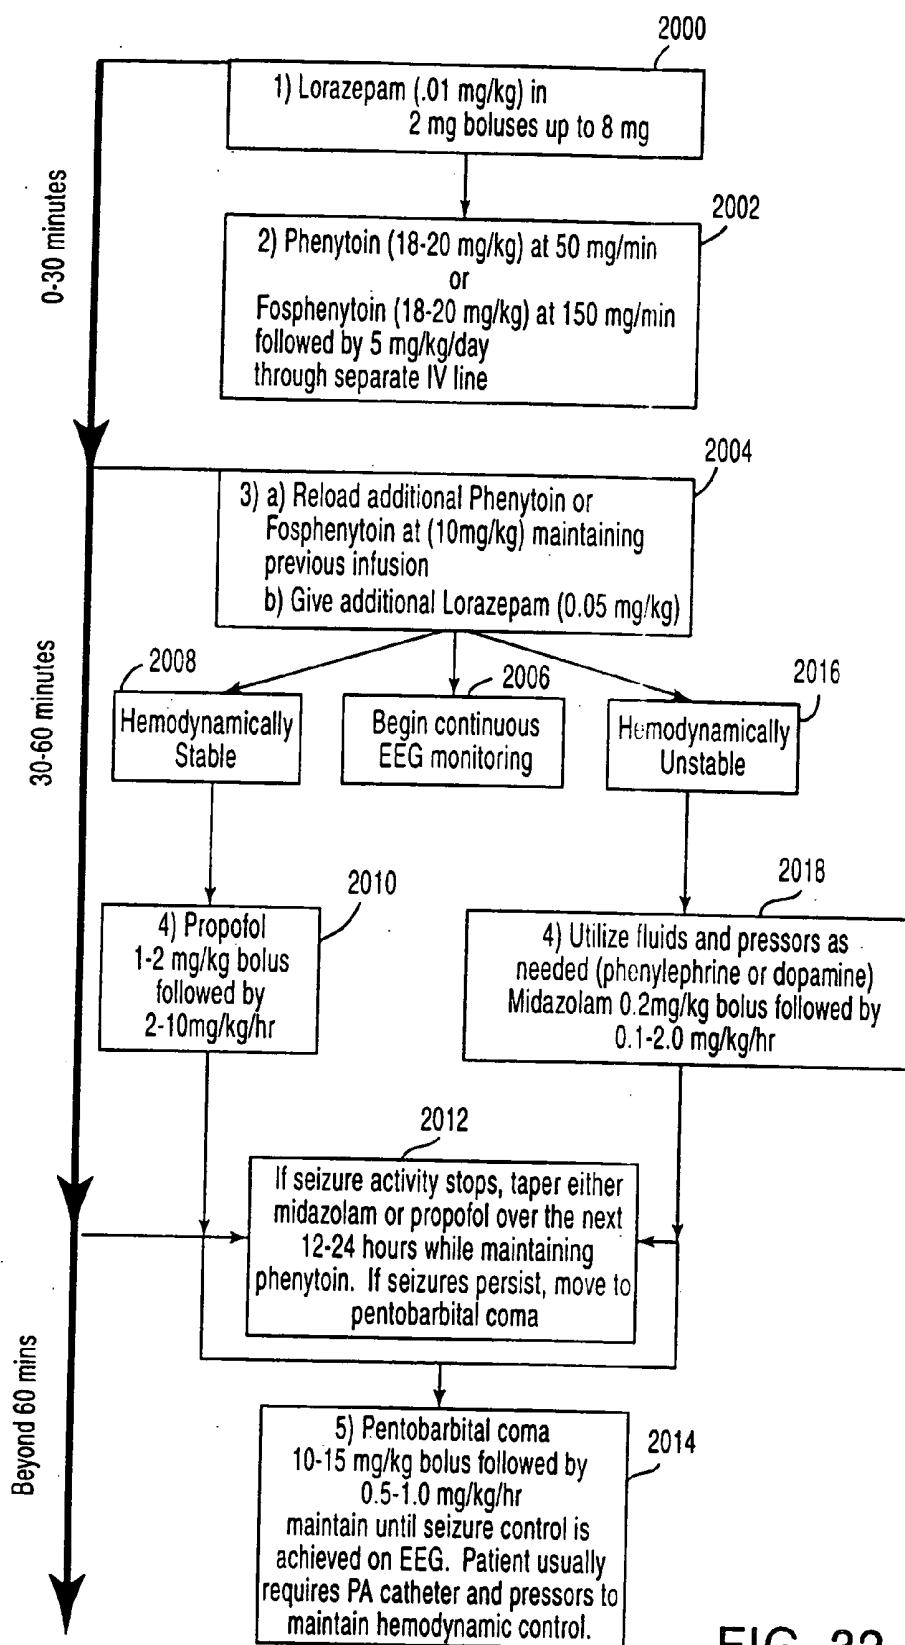 2000
1) Lorazepam (.01 mg/kg) in
2 mg boluses up to 8 mg
0-30 minutes
2002
2) Phenytoin (18-20 mg/kg) at 50 mg/min
or
Fosphenytoin (18-20 mg/kg) at 150 mg/min
followed by 5 mg/kg/day
through separate IV line
2004
3) a) Reload additional Phenytoin or
Fosphenytoin at (10mg/kg) maintaining
previous infusion
b) Give additional Lorazepam (0.05 mg/kg)
30-60 minutes
2008
Hemodynamically
Stable
2006
Begin continuous
EEG monitoring
2016
Hemodynamically
Unstable
2010
4) Propofol
1-2 mg/kg bolus
followed by
2-10mg/kg/hr
2018
4) Utilize fluids and pressors as
needed (phenylephrine or dopamine)
Midazolam 0.2mg/kg bolus followed by
0.1-2.0 mg/kg/hr
2012
If seizure activity stops, taper either
midazolam or propofol over the next
12-24 hours while maintaining
phenytoin. If seizures persist, move to
pentobarbital coma
Beyond 60 mins
2014
5) Pentobarbital coma
10-15 mg/kg bolus followed by
0.5-1.0 mg/kg/hr
maintain until seizure control is
achieved on EEG. Patient usually
requires PA catheter and pressors to
maintain hemodynamic control.
FIG.